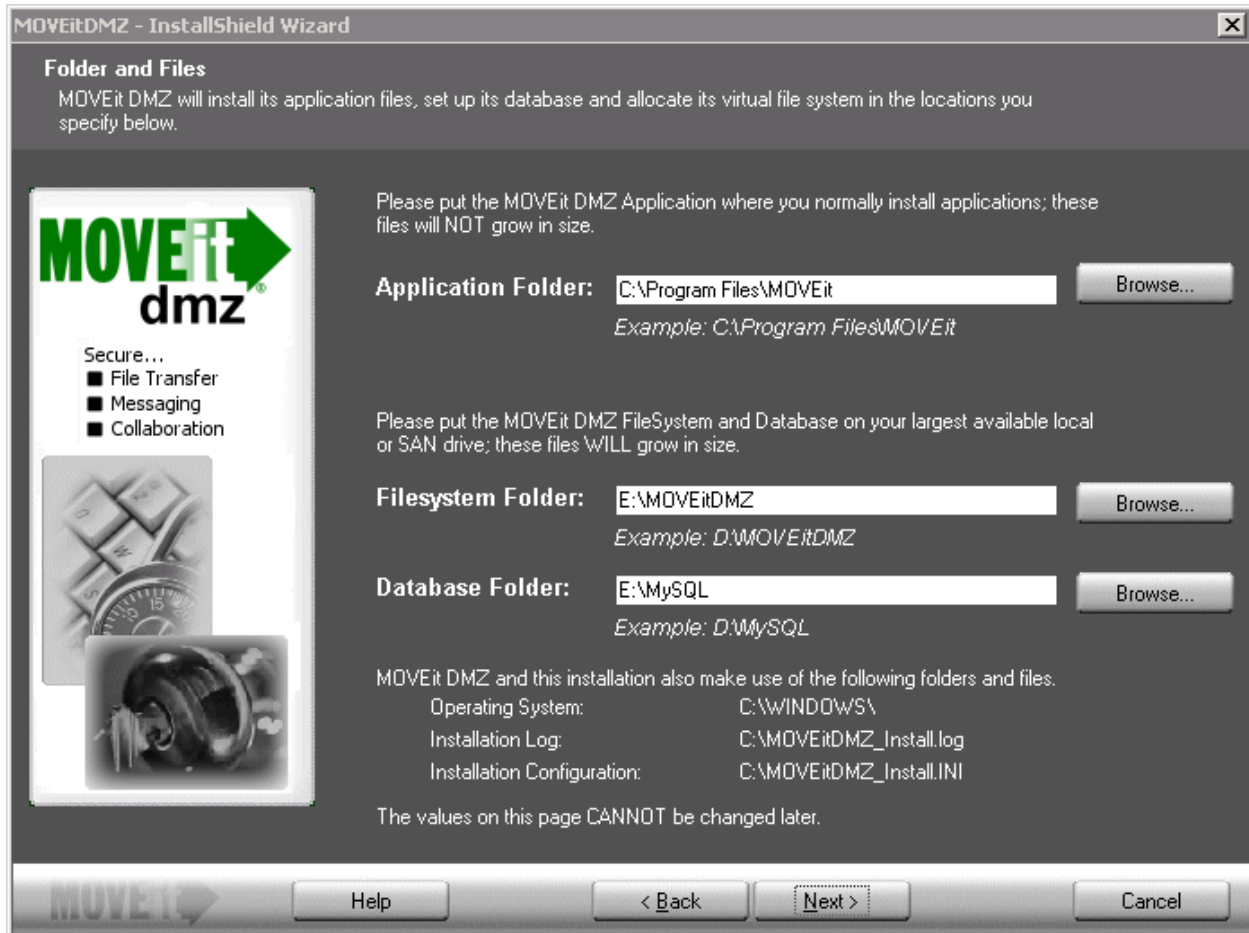 MOVEitDMZ - InstallShield Wizard
Folder and Files
MOVEit DMZ will install its application files, set up its database and allocate its virtual file system in the locations you
specify below.
MOVEit
dmz®
Secure...
File Transfer
Messaging
Collaboration
Please put the MOVEit DMZ Application where you normally install applications; these
files will NOT grow in size.
Application Folder: C:\Program Files\MOVEit Browse...
Example: C:\Program Files\MOVEit
Please put the MOVEit DMZ FileSystem and Database on your largest available local
or SAN drive; these files WILL grow in size.
Filesystem Folder: E:\MOVEitDMZ Browse...
Example: D:\MOVEitDMZ
Database Folder: E:\MySQL Browse...
Example: D:\MySQL
MOVEit DMZ and this installation also make use of the following folders and files.
Operating System: C:\WINDOWS\
Installation Log: C:\MOVEitDMZ_Install.log
Installation Configuration: C:\MOVEitDMZ_Install.INI
The values on this page CANNOT be changed later.
MOVEit Help < Back Next > Cancel